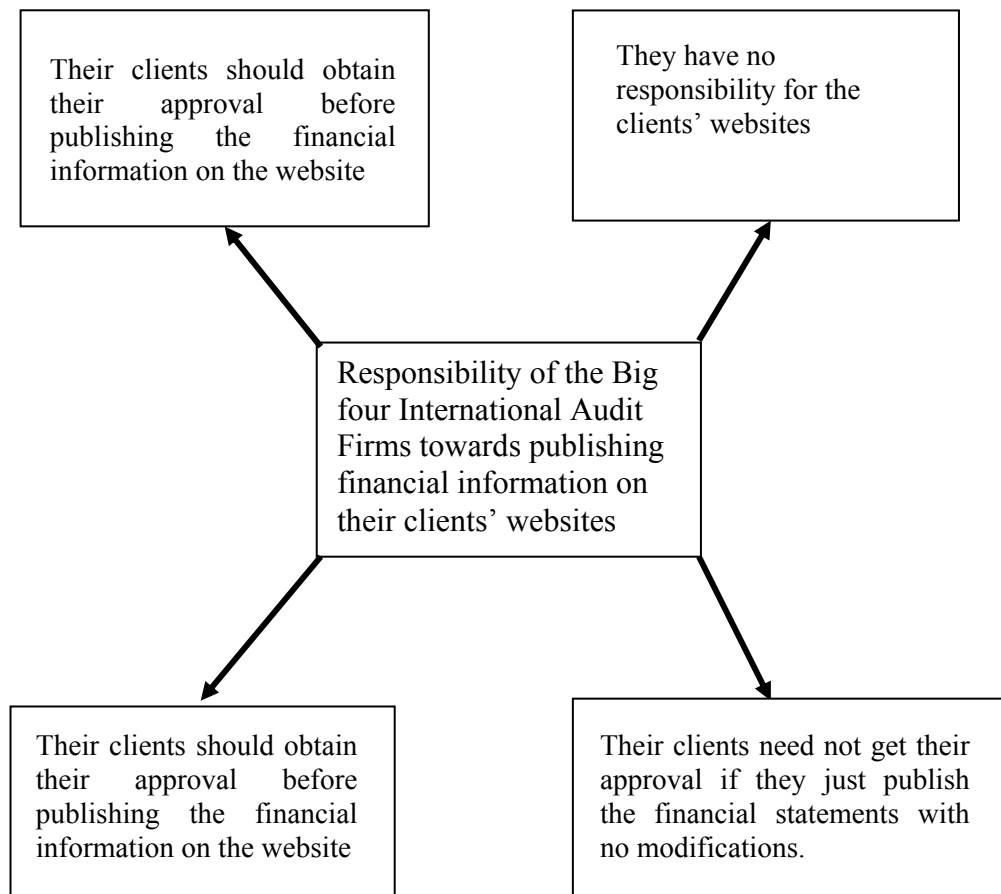 Their clients should obtain
their approval before
publishing the financial
information on the website
They have no
responsibility for the
clients’ websites
Responsibility of the Big
four International Audit
Firms towards publishing
financial information on
their clients’ websites
Their clients should obtain
their approval before
publishing the financial
information on the website
Their clients need not get their
approval if they just publish
the financial statements with
no modifications.